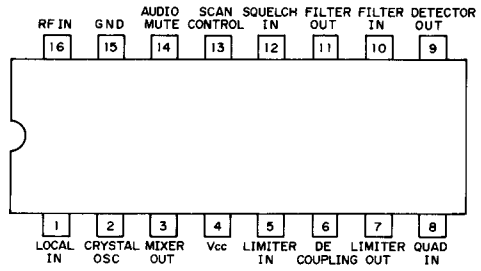 AUDIO SCAN SQUELCH FILTER FILTER DETECTOR
RF IN GND MUTE CONTROL IN OUT IN OUT
16 15 14 13 12 11 10 9
1 2 3 4 5 6 7 8
LOCAL CRYSTAL MIXER Vcc LIMITER DE LIMITER QUAD
IN OSC OUT IN COUPLING OUT IN